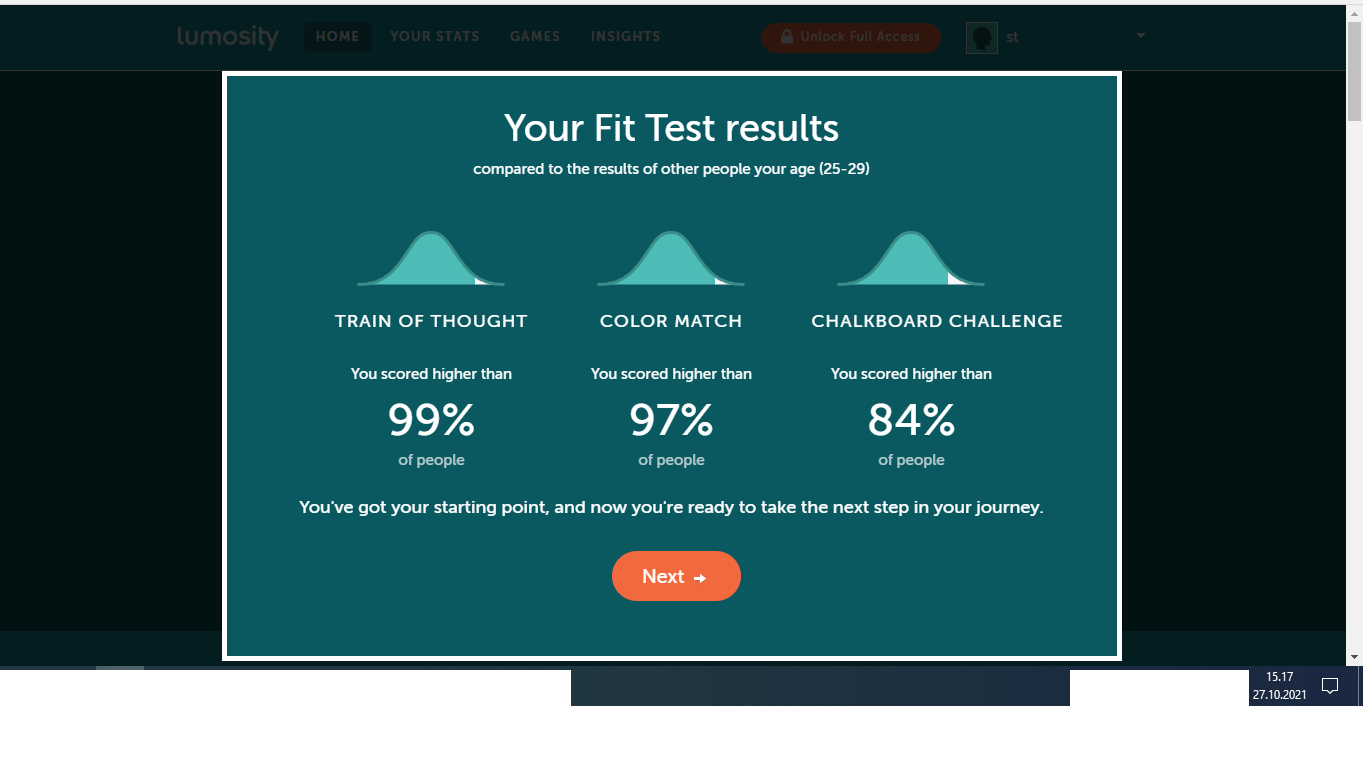 lumosity HOME YOUR STATS GAMES INSIGHTS Unlock Full Access st
Your Fit Test results
compared to the results of other people your age (25-29)
TRAIN OF THOUGHT COLOR MATCH CHALKBOARD CHALLENGE
You scored higher than You scored higher than You scored higher than
99% 97% 84%
of people of people of people
You've got your starting point, and now you're ready to take the next step in your journey.
Next
15.17
27.10.2021